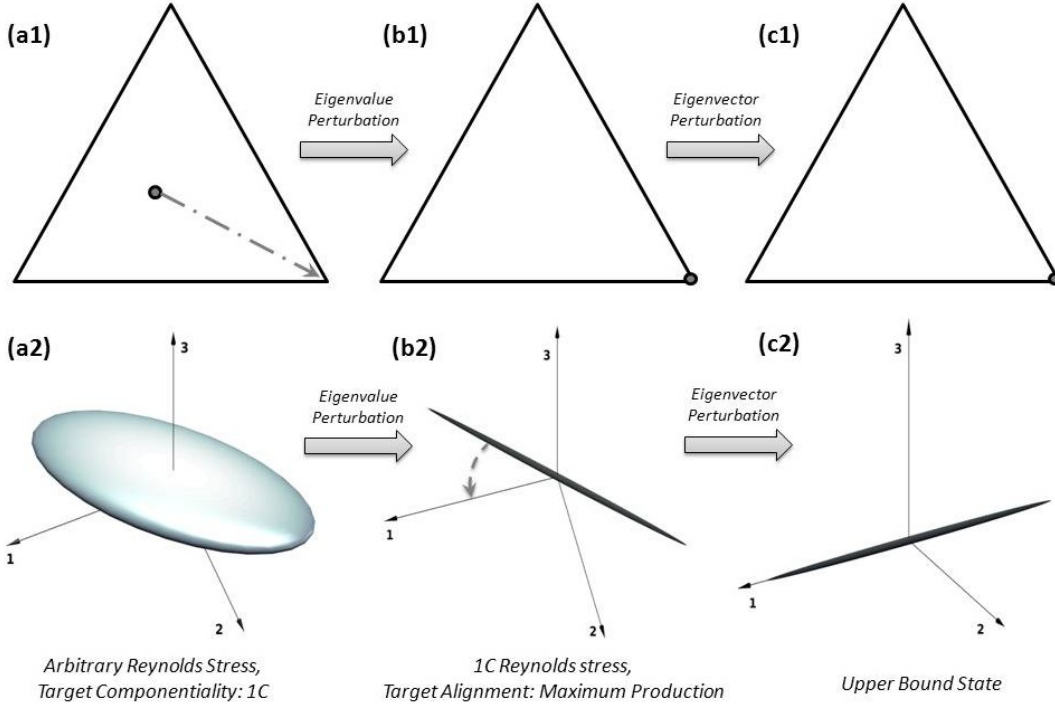 (a1)
(b1)
(c1)
Eigenvalue
Perturbation
Eigenvector
Perturbation
(a2)
(b2)
(c2)
3
1
2
Eigenvalue
Perturbation
3
1
2
Eigenvector
Perturbation
3
1
2
Arbitrary Reynolds Stress,
Target Componentiality: 1C
1C Reynolds stress,
Target Alignment: Maximum Production
Upper Bound State